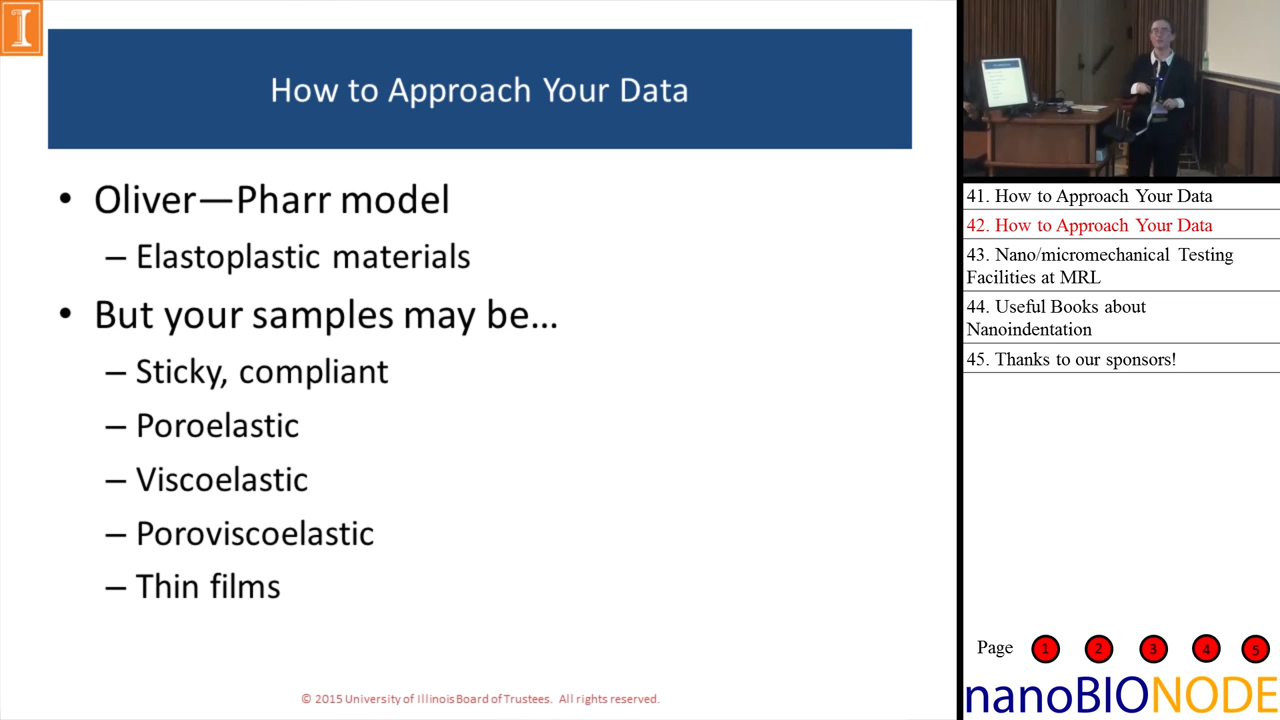 I
How to Approach Your Data
• Oliver—Pharr model
– Elastoplastic materials
• But your samples may be…
– Sticky, compliant
– Poroelastic
– Viscoelastic
– Poroviscoelastic
– Thin films
© 2015 University of IllinoisBoard of Trustees. All rights reserved.
41. How to Approach Your Data
42. How to Approach Your Data
43. Nano/micromechanical Testing
Facilities at MRL
44. Useful Books about
Nanoindentation
45. Thanks to our sponsors!
Page 1 2 3 4 5
nanoBIONODE